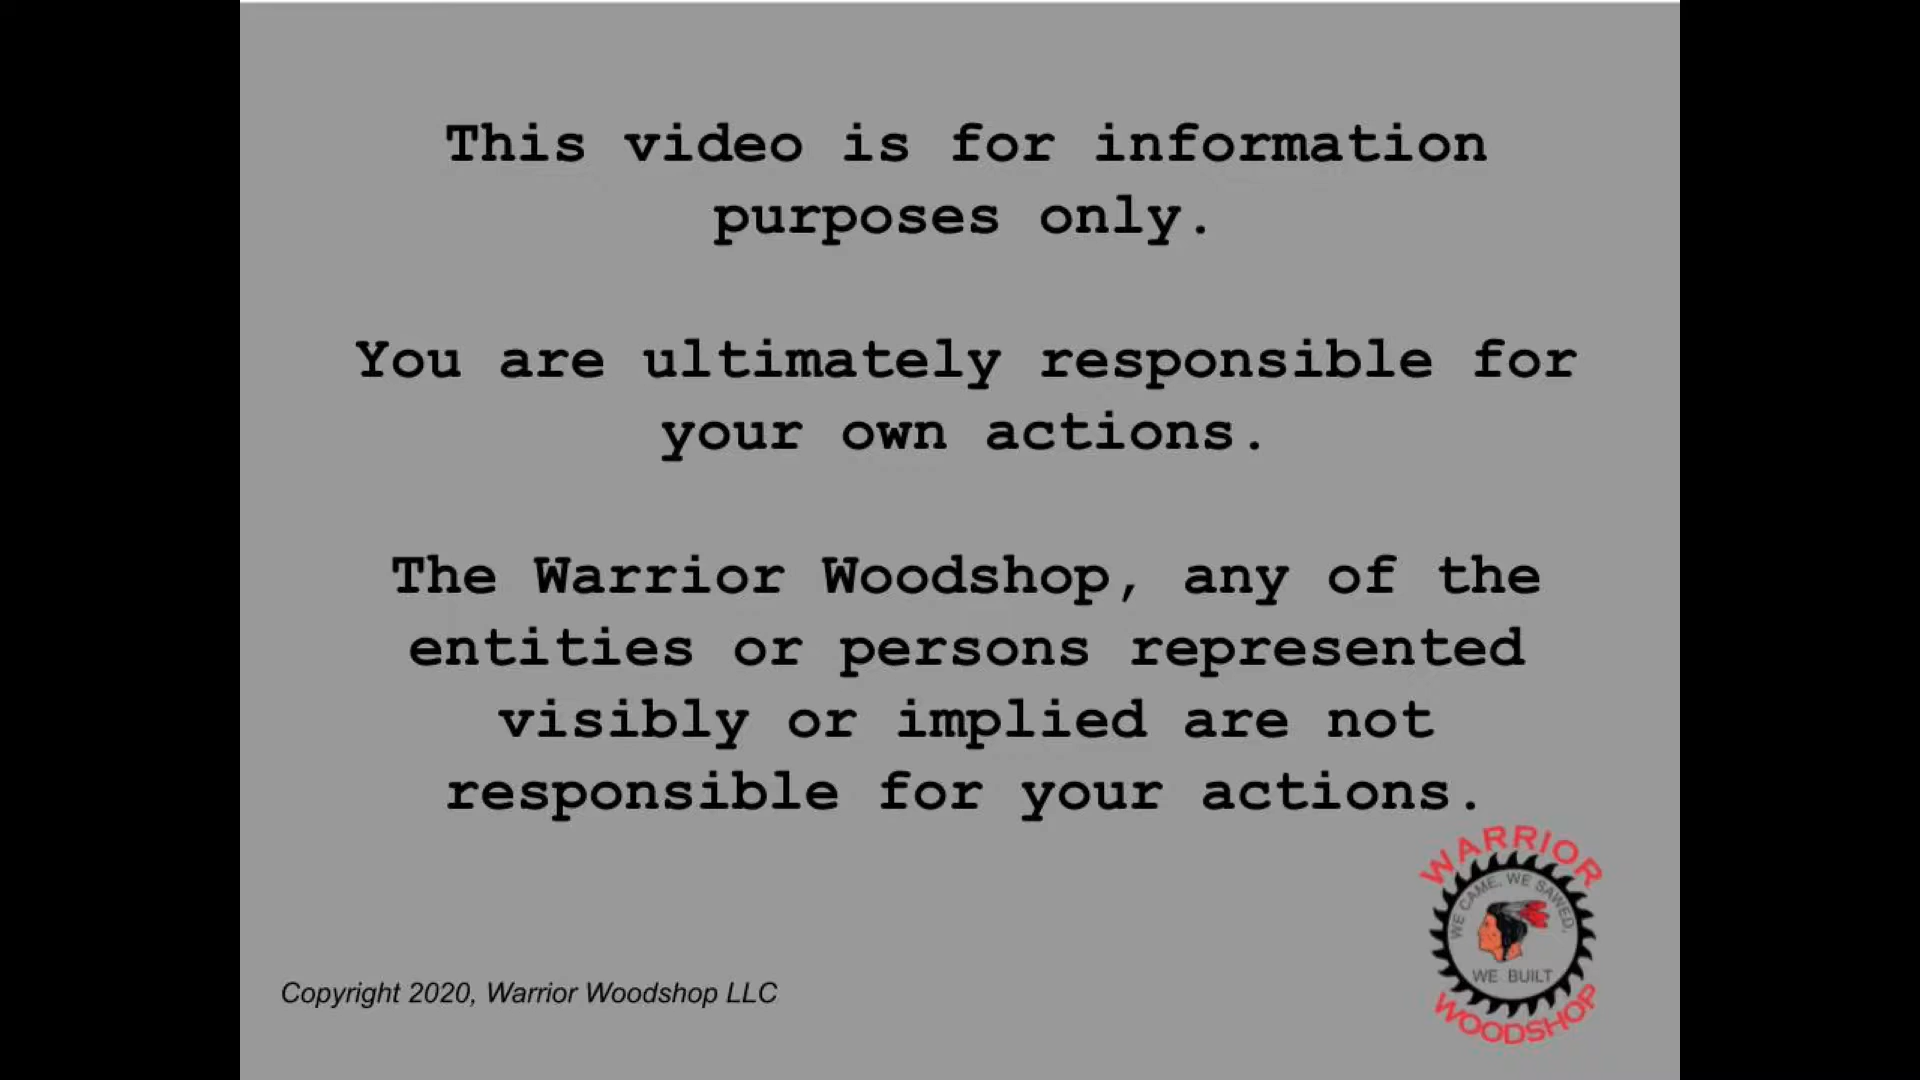 This video is for information
purposes only.
You are ultimately responsible for
your own actions.
The Warrior Woodshop, any of the
entities or persons represented
visibly or implied are not
responsible for your actions.
WARRIOR
WE CAME, WE SAWED,
WE BUILT
WOODSHOP
Copyright 2020, Warrior Woodshop LLC